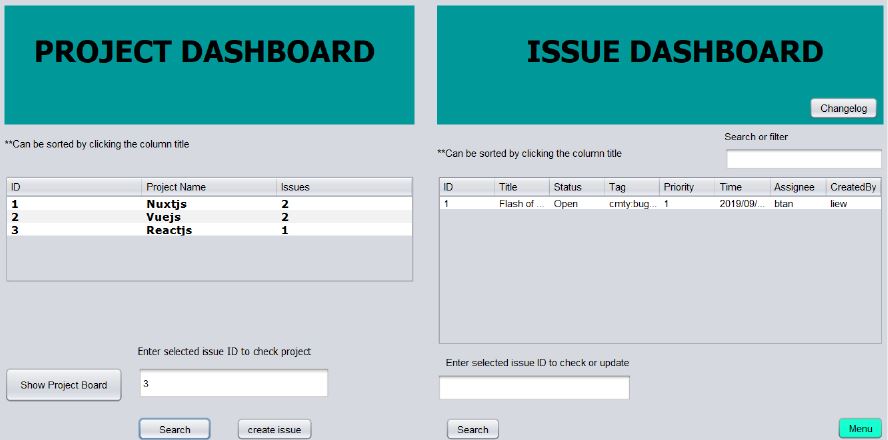 PROJECT DASHBOARD
**Can be sorted by clicking the column title
ID Project Name Issues
1 Nuxtjs 2
2 Vuejs 2
3 Reactjs 1
Enter selected issue ID to check project
Show Project Board
3
Search
create issue
ISSUE DASHBOARD
Changelog
Search or filter
**Can be sorted by clicking the column title
ID Title Status Tag Priority Time Assignee CreatedBy
1 Flash of ... Open cmty:bug... 1 2019/09/... btan liew
Enter selected issue ID to check or update
Search
Menu